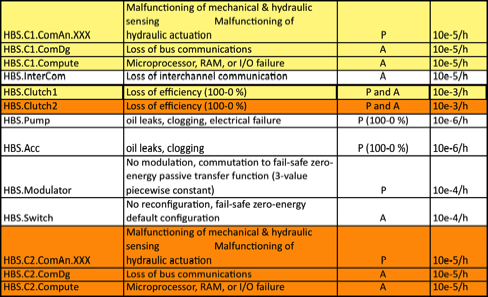 Malfunctioning of mechanical & hydraulic
sensing Malfunctioning of
HBS.C1.ComAn.XXX hydraulic actuation P 10e-5/h
HBS.C1.ComDg Loss of bus communications A 10e-5/h
HBS.C1.Compute Microprocessor, RAM, or I/O failure A 10e-5/h
HBS.InterCom Loss of interchannel communication A 10e-5/h
HBS.Clutch1 Loss of efficiency (100-0 %) P and A 10e-3/h
HBS.Clutch2 Loss of efficiency (100-0 %) P and A 10e-3/h
HBS.Pump oil leaks, clogging, electrical failure P (100-0 %) 10e-6/h
HBS.Acc oil leaks, clogging P (100-0 %) 10e-6/h
No modulation, commutation to fail-safe zero-
energy passive transfer function (3-value
HBS.Modulator piecewise constant) P 10e-4/h
No reconfiguration, fail-safe zero-energy
HBS.Switch default configuration A 10e-4/h
Malfunctioning of mechanical & hydraulic
sensing Malfunctioning of
HBS.C2.ComAn.XXX hydraulic actuation P 10e-5/h
HBS.C2.ComDg Loss of bus communications A 10e-5/h
HBS.C2.Compute Microprocessor, RAM, or I/O failure A 10e-5/h